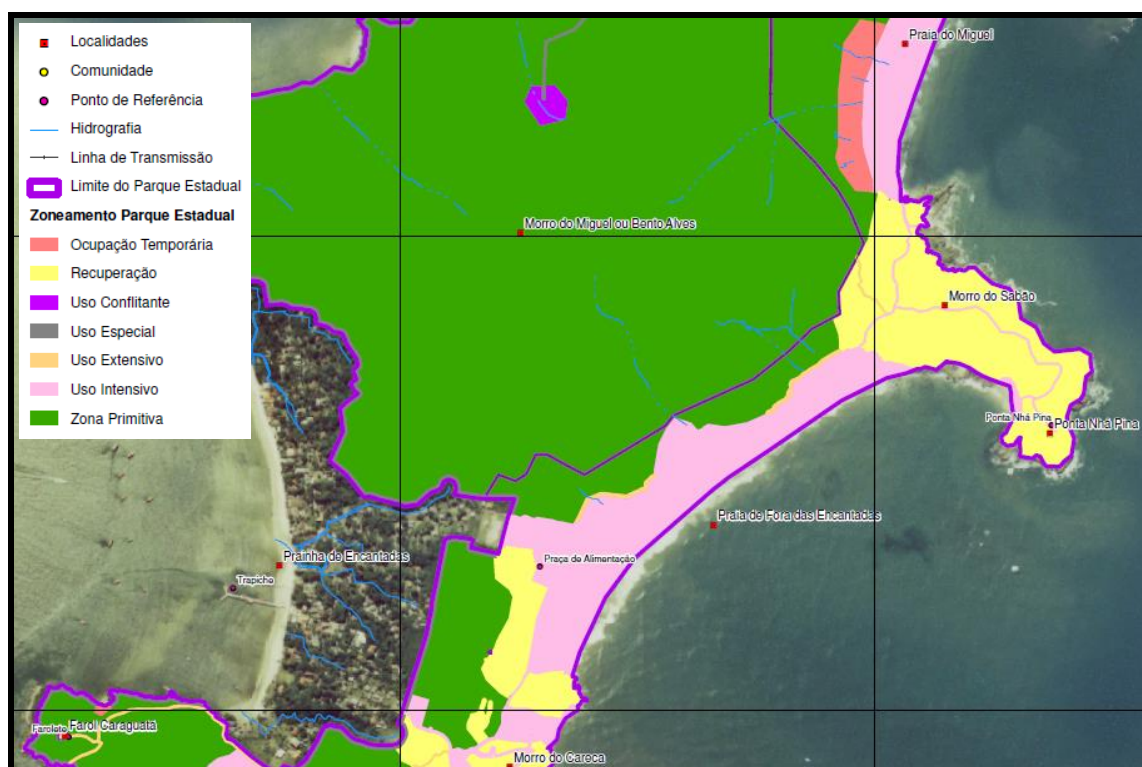 Localidades
Comunidade
Ponto de Referência
Hidrografia
Linha de Transmissão
Limite do Parque Estadual
Zoneamento Parque Estadual
Ocupação Temporária
Recuperação
Uso Conflitante
Uso Especial
Uso Extensivo
Uso Intensivo
Zona Primitiva
Praia do Miguel
Morro do Miguel ou Bento Alves
Morro do Sabão
Ponta Nhá Pina
Ponta Nhá Pina
Praia de Fora das Encantadas
Prainha de Encantadas
Praça de Alimentação
Trapiche
Farolete
Farol Caraguatá
Morro do Careca